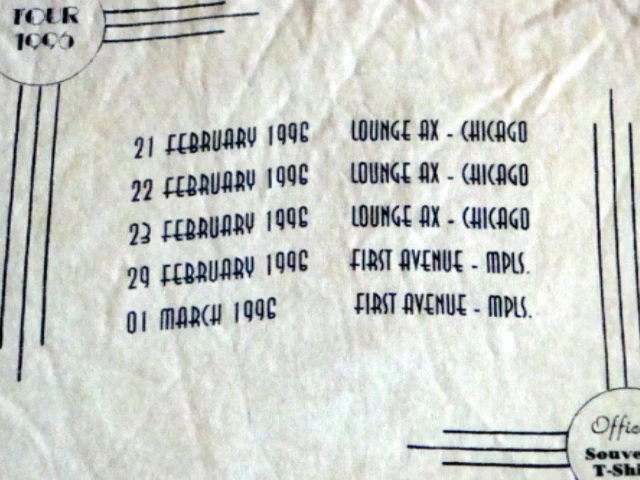 TOUR
1996
21 FEBRUARY 1996 LOUNGE AX - CHICAGO
22 FEBRUARY 1996 LOUNGE AX - CHICAGO
23 FEBRUARY 1996 LOUNGE AX - CHICAGO
29 FEBRUARY 1996 FIRST AVENUE - MPLS.
01 MARCH 1996 FIRST AVENUE - MPLS.